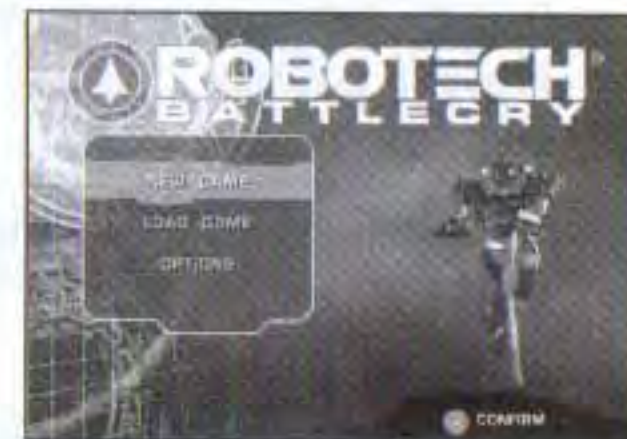 ROBOTECH
BATTLECRY
NEW GAME
LOAD GAME
OPTIONS
CONFIRM